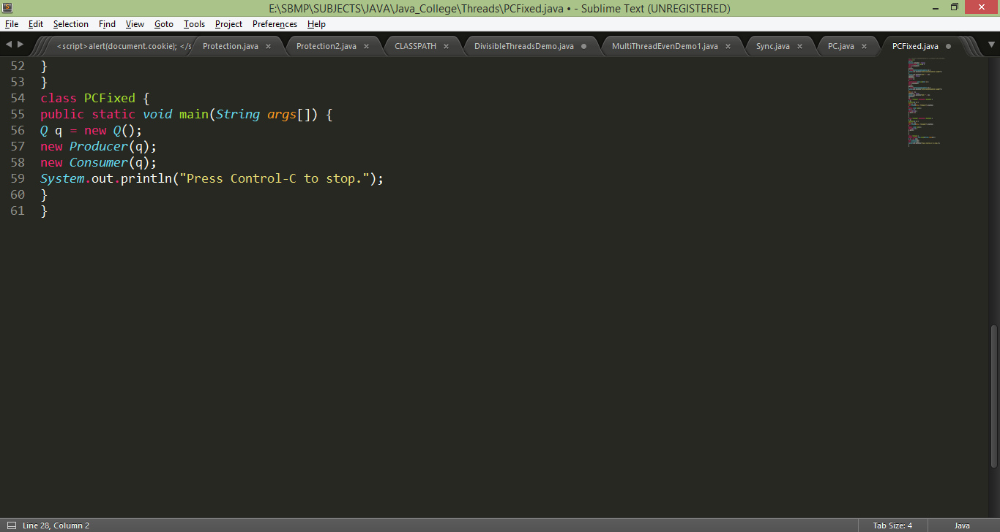 E:\SBMP\SUBJECTS\JAVA\Java_College\Threads\PCFixed.java • - Sublime Text (UNREGISTERED)
File Edit Selection Find View Goto Tools Project Preferences Help
<script>alert(document.cookie); </s Protection.java Protection2.java CLASSPATH DivisibleThreadsDemo.java MultiThreadEvenDemo1.java Sync.java PC.java PCFixed.java
52 }
53 }
54 class PCFixed {
55 public static void main(String args[]) {
56 Q q = new Q();
57 new Producer(q);
58 new Consumer(q);
59 System.out.println("Press Control-C to stop.");
60 }
61 }
Line 28, Column 2 Tab Size: 4 Java